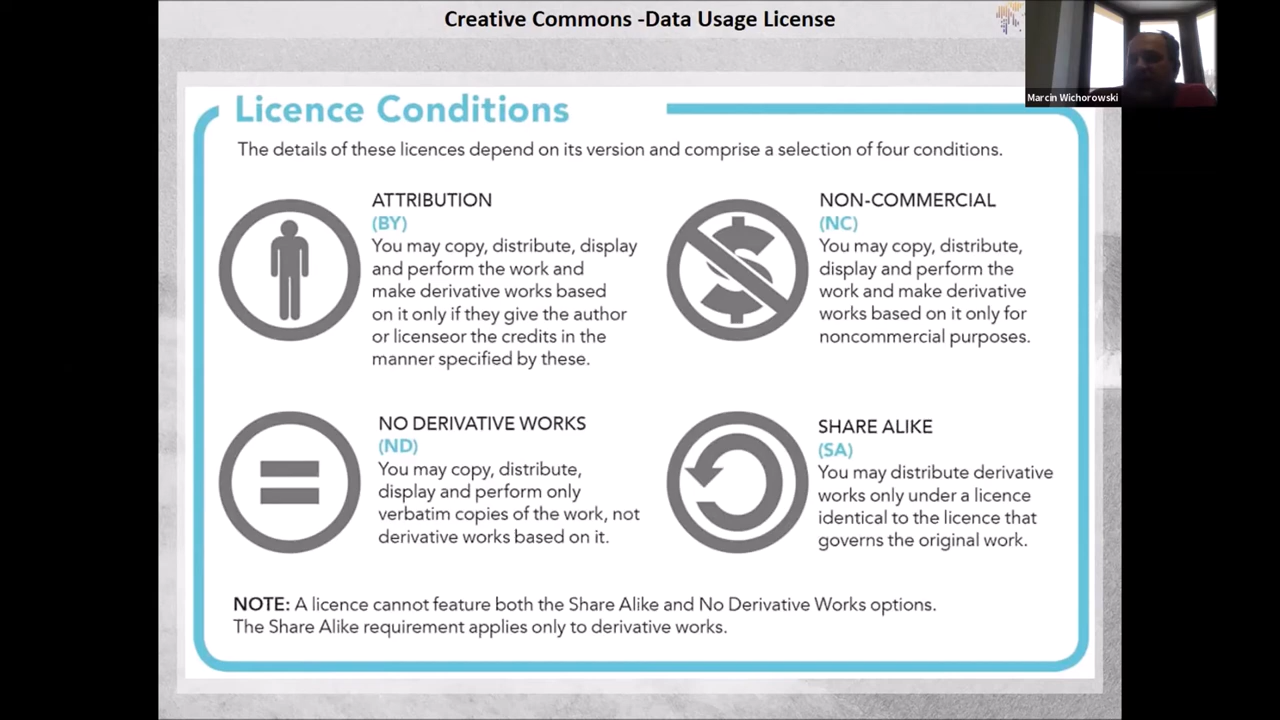 Creative Commons -Data Usage License
Marcin Wichorowski
Licence Conditions
The details of these licences depend on its version and comprise a selection of four conditions.
ATTRIBUTION
(BY)
You may copy, distribute, display
and perform the work and
make derivative works based
on it only if they give the author
or licenseor the credits in the
manner specified by these.
NON-COMMERCIAL
(NC)
You may copy, distribute,
display and perform the
work and make derivative
works based on it only for
noncommercial purposes.
NO DERIVATIVE WORKS
(ND)
You may copy, distribute,
display and perform only
verbatim copies of the work, not
derivative works based on it.
SHARE ALIKE
(SA)
You may distribute derivative
works only under a licence
identical to the licence that
governs the original work.
NOTE: A licence cannot feature both the Share Alike and No Derivative Works options.
The Share Alike requirement applies only to derivative works.